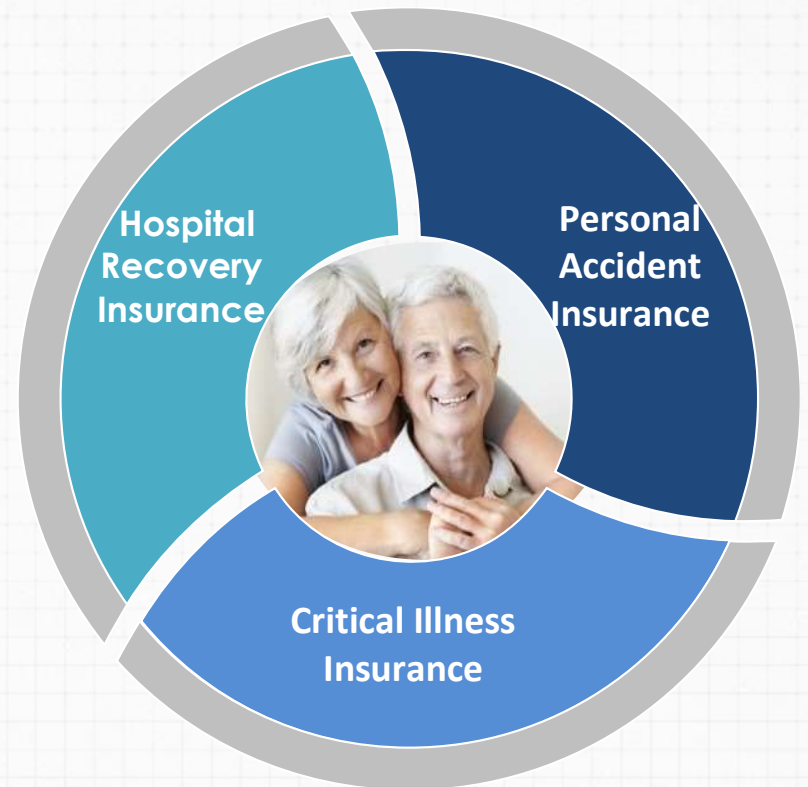 Hospital
Recovery
Insurance
Personal
Accident
Insurance
Critical Illness
Insurance